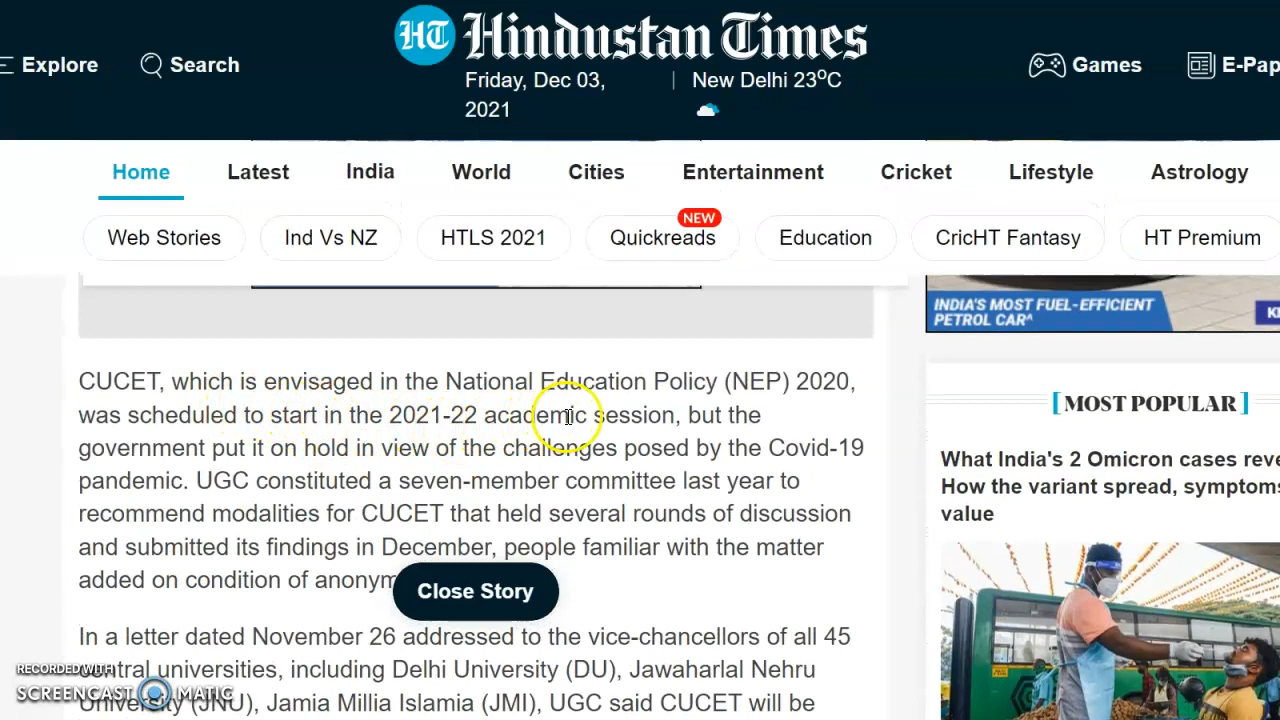 Explore
Search
HT Hindustan Times
Friday, Dec 03,
2021
New Delhi 23⁰C
Games
E-Pap
Home
Latest
India
World
Cities
Entertainment
Cricket
Lifestyle
Astrology
NEW
Web Stories
Ind Vs NZ
HTLS 2021
Quickreads
Education
CricHT Fantasy
HT Premium
INDIA'S MOST FUEL-EFFICIENT
PETROL CAR^
CUCET, which is envisaged in the National Education Policy (NEP) 2020,
was scheduled to start in the 2021-22 academic session, but the
government put it on hold in view of the challenges posed by the Covid-19
pandemic. UGC constituted a seven-member committee last year to
recommend modalities for CUCET that held several rounds of discussion
and submitted its findings in December, people familiar with the matter
added on condition of anonym
Close Story
In a letter dated November 26 addressed to the vice-chancellors of all 45
central universities, including Delhi University (DU), Jawaharlal Nehru
University (JNU), Jamia Millia Islamia (JMI), UGC said CUCET will be
[MOST POPULAR]
What India's 2 Omicron cases reve
How the variant spread, symptoms
value
RECORDED WITH
SCREENCAST MATIC